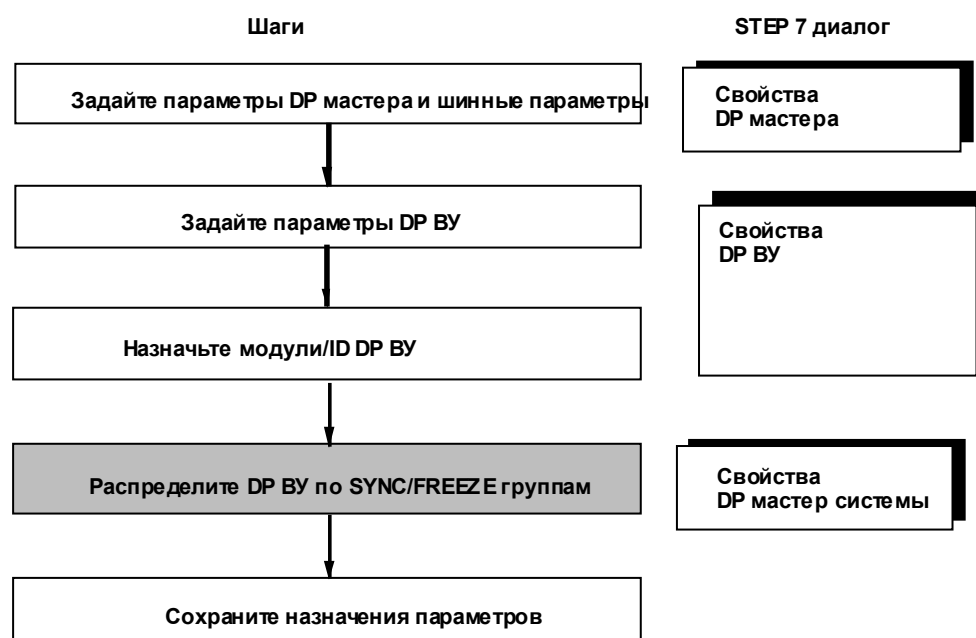 Шаги
STEP 7 диалог
Задайте параметры DP мастера и шинные параметры
Свойства
DP мастера
Задайте параметры DP ВУ
Свойства
DP ВУ
Назначьте модули/ID DP ВУ
Распределите DP ВУ по SYNC/FREEZE группам
Свойства
DP мастер системы
Сохраните назначения параметров